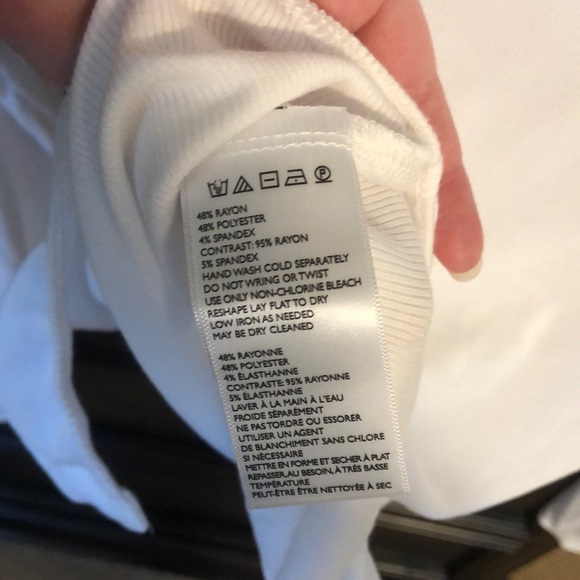 48% RAYON
48% POLYESTER
4% SPANDEX
CONTRAST: 95% RAYON
5% SPANDEX
HAND WASH COLD SEPARATELY
DO NOT WRING OR TWIST
USE ONLY NON-CHLORINE BLEACH
RESHAPE LAY FLAT TO DRY
LOW IRON AS NEEDED
MAY BE DRY CLEANED
48% RAYONNE
48% POLYESTER
4% ÉLASTHANNE
CONTRASTE: 95% RAYONNE
5% ÉLASTHANNE
LAVER À LA MAIN À L'EAU
FROIDE SÉPARÉMENT
NE PAS TORDRE OU ESSORER
UTILISER UN AGENT
DE BLANCHIMENT SANS CHLORE
SI NÉCESSAIRE
METTRE EN FORME ET SÉCHER À PLAT
REPASSER, AU BESOIN, À TRÈS BASSE
TEMPÉRATURE
PEUT-ÊTRE ÊTRE NETTOYÉE À SEC